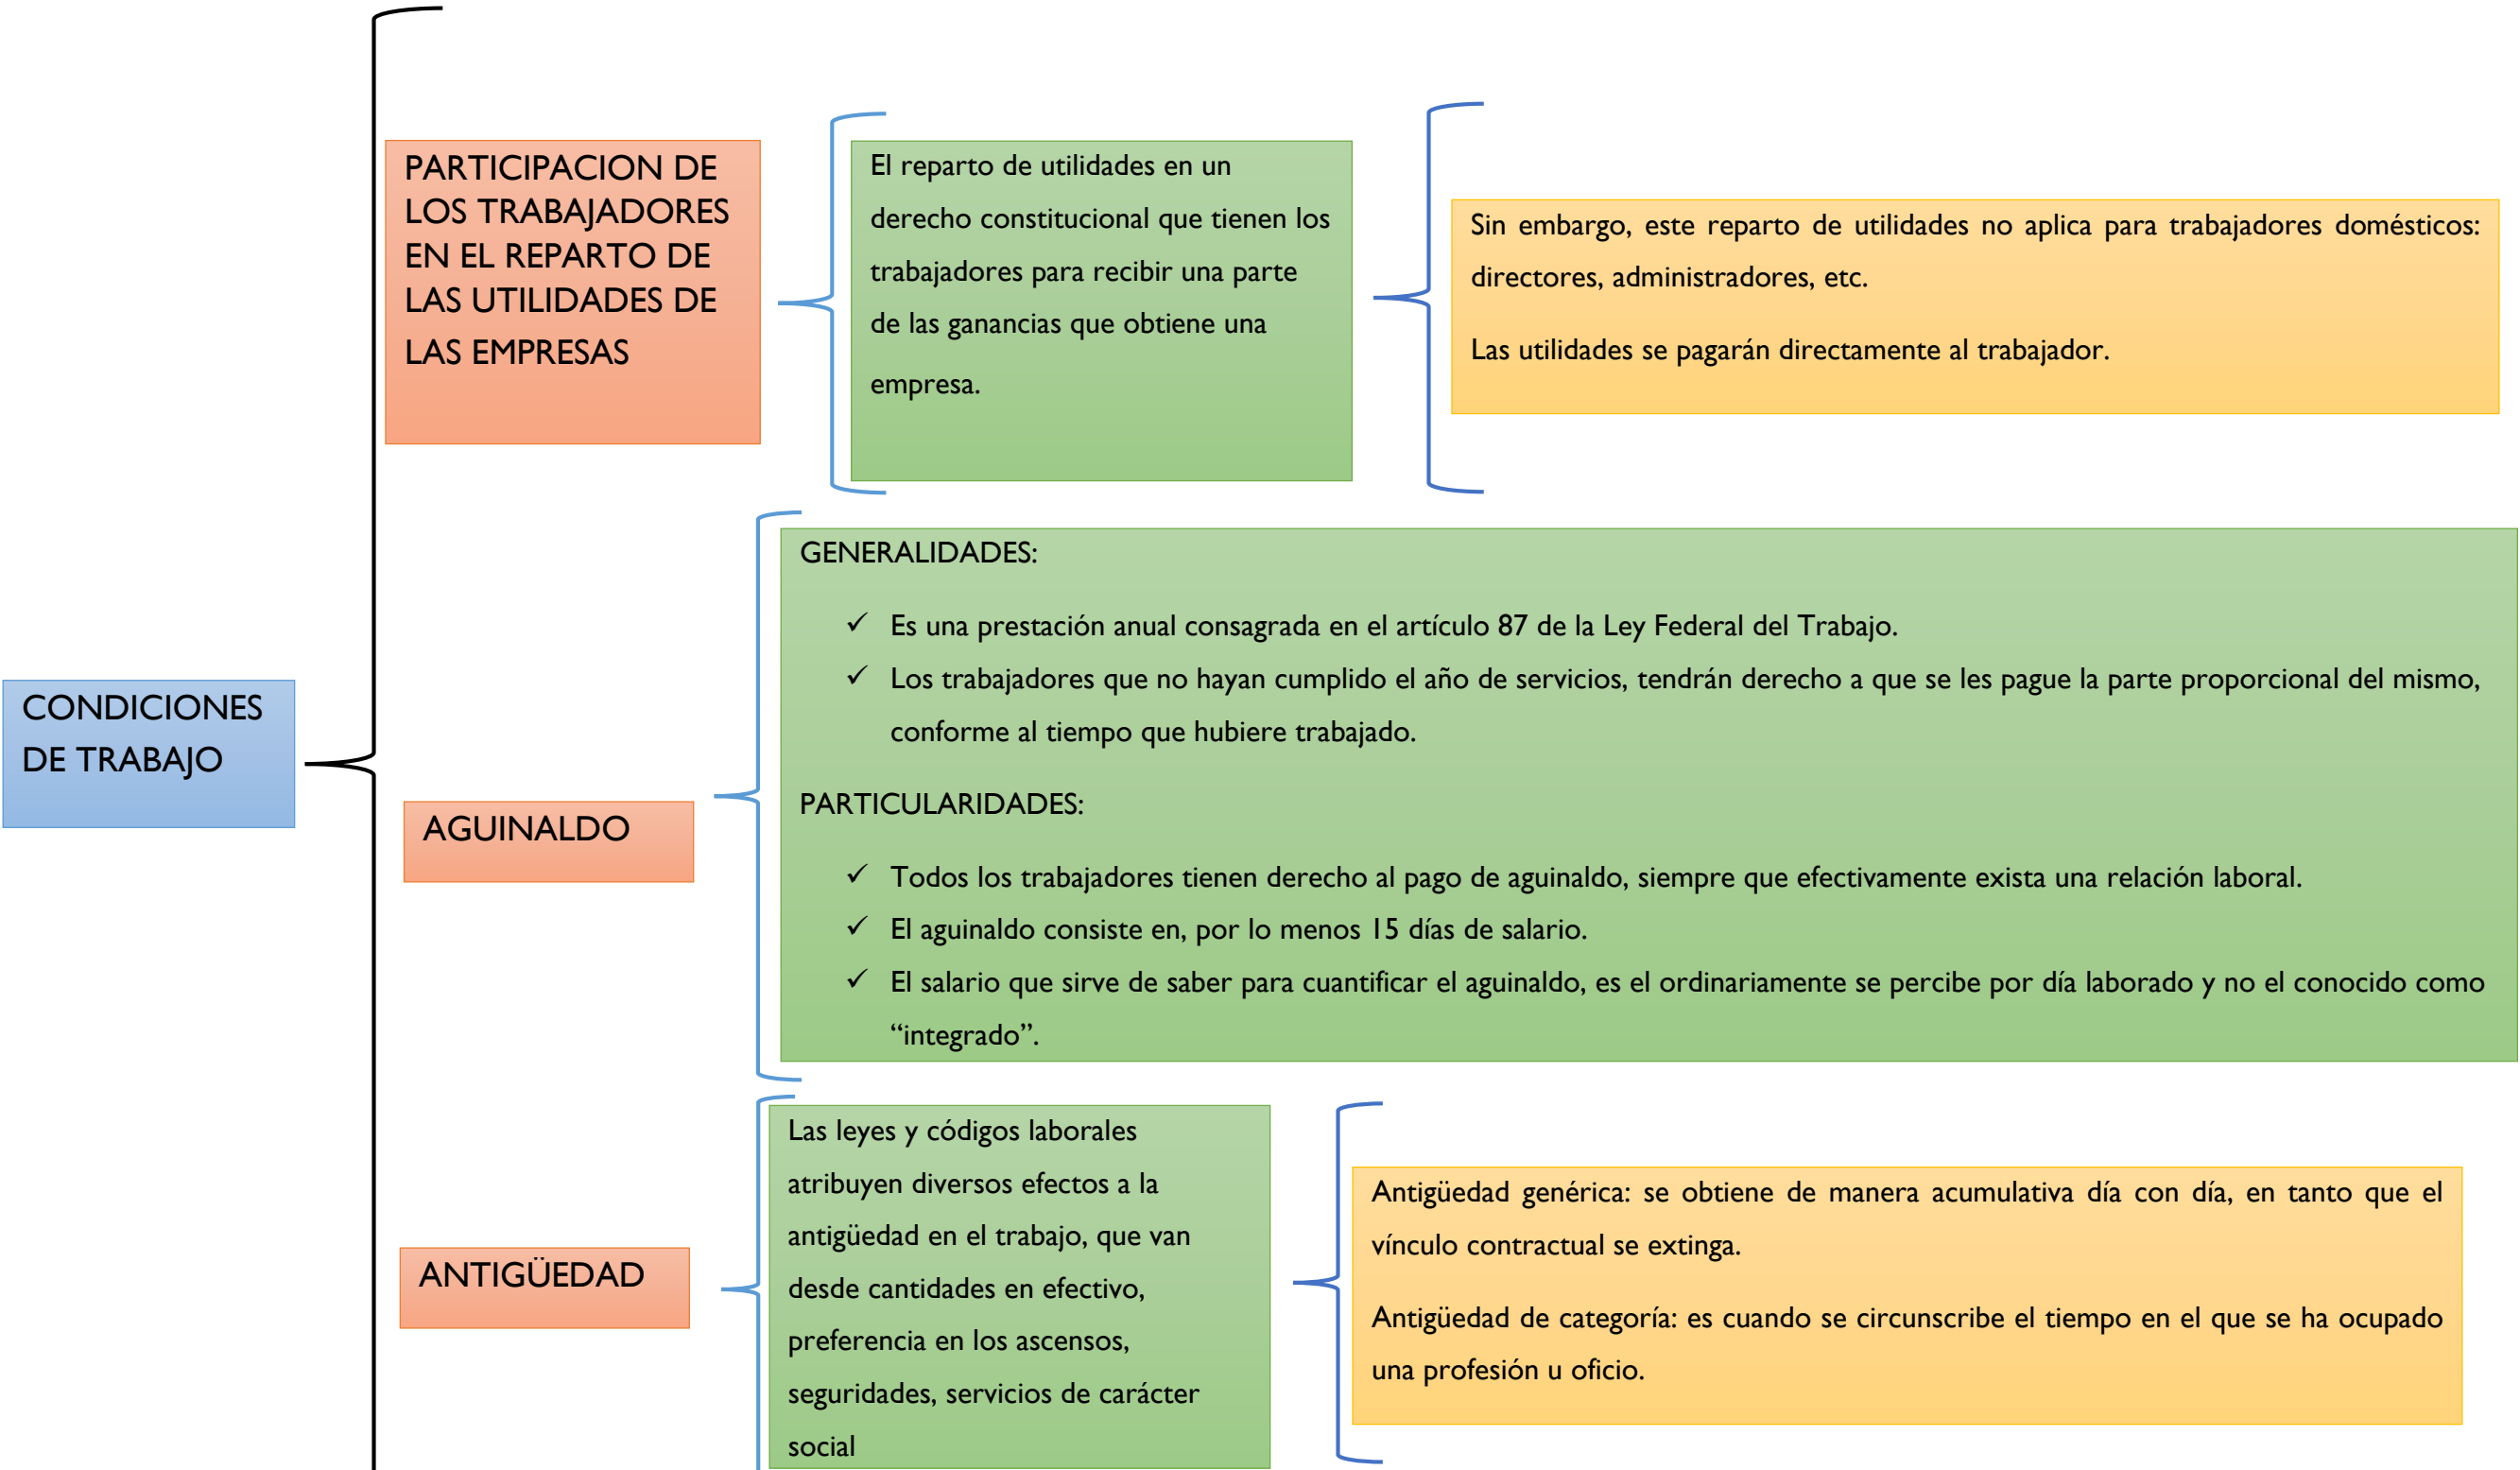 CONDICIONES
DE TRABAJO
PARTICIPACION DE
LOS TRABAJADORES
EN EL REPARTO DE
LAS UTILIDADES DE
LAS EMPRESAS
El reparto de utilidades en un
derecho constitucional que tienen los
trabajadores para recibir una parte
de las ganancias que obtiene una
empresa.
Sin embargo, este reparto de utilidades no aplica para trabajadores domésticos:
directores, administradores, etc.
Las utilidades se pagarán directamente al trabajador.
AGUINALDO
GENERALIDADES:
✓ Es una prestación anual consagrada en el artículo 87 de la Ley Federal del Trabajo.
✓ Los trabajadores que no hayan cumplido el año de servicios, tendrán derecho a que se les pague la parte proporcional del mismo,
conforme al tiempo que hubiere trabajado.
PARTICULARIDADES:
✓ Todos los trabajadores tienen derecho al pago de aguinaldo, siempre que efectivamente exista una relación laboral.
✓ El aguinaldo consiste en, por lo menos 15 días de salario.
✓ El salario que sirve de saber para cuantificar el aguinaldo, es el ordinariamente se percibe por día laborado y no el conocido como
“integrado”.
ANTIGÜEDAD
Las leyes y códigos laborales
atribuyen diversos efectos a la
antigüedad en el trabajo, que van
desde cantidades en efectivo,
preferencia en los ascensos,
seguridades, servicios de carácter
social
Antigüedad genérica: se obtiene de manera acumulativa día con día, en tanto que el
vínculo contractual se extinga.
Antigüedad de categoría: es cuando se circunscribe el tiempo en el que se ha ocupado
una profesión u oficio.